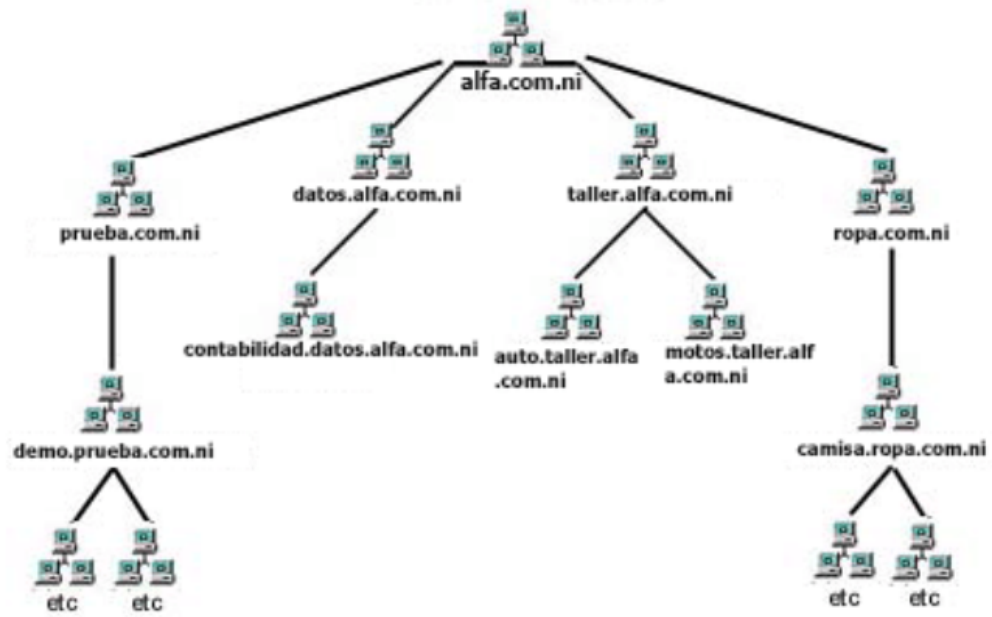 alfa.com.ni
datos.alfa.com.ni
taller.alfa.com.ni
prueba.com.ni
ropa.com.ni
contabilidad.datos.alfa.com.ni
auto.taller.alfa
.com.ni
motos.taller.alf
a.com.ni
demo.prueba.com.ni
camisa.ropa.com.ni
etc
etc
etc
etc